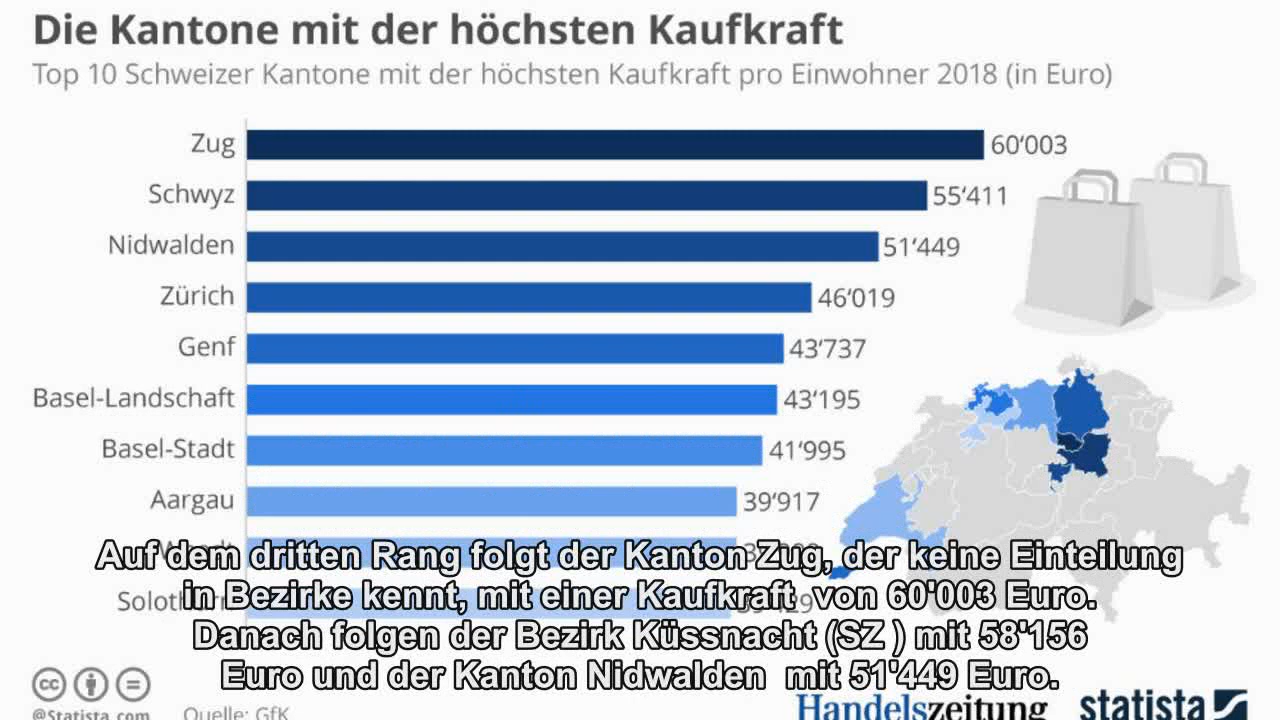 Die Kantone mit der höchsten Kaufkraft
Top 10 Schweizer Kantone mit der höchsten Kaufkraft pro Einwohner 2018 (in Euro)
Zug 60‘003
Schwyz 55‘411
Nidwalden 51‘449
Zürich 46‘019
Genf 43‘737
Basel-Landschaft 43‘195
Basel-Stadt 41‘995
Aargau 39‘917
Auf dem dritten Rang folgt der Kanton Zug, der keine Einteilung
in Bezirke kennt, mit einer Kaufkraft  von 60'003 Euro.
Danach folgen der Bezirk Küssnacht (SZ ) mit 58'156
Euro und der Kanton Nidwalden  mit 51'449 Euro.
cc
@Statista_com
Quelle: GfK
Handelszeitung
statista